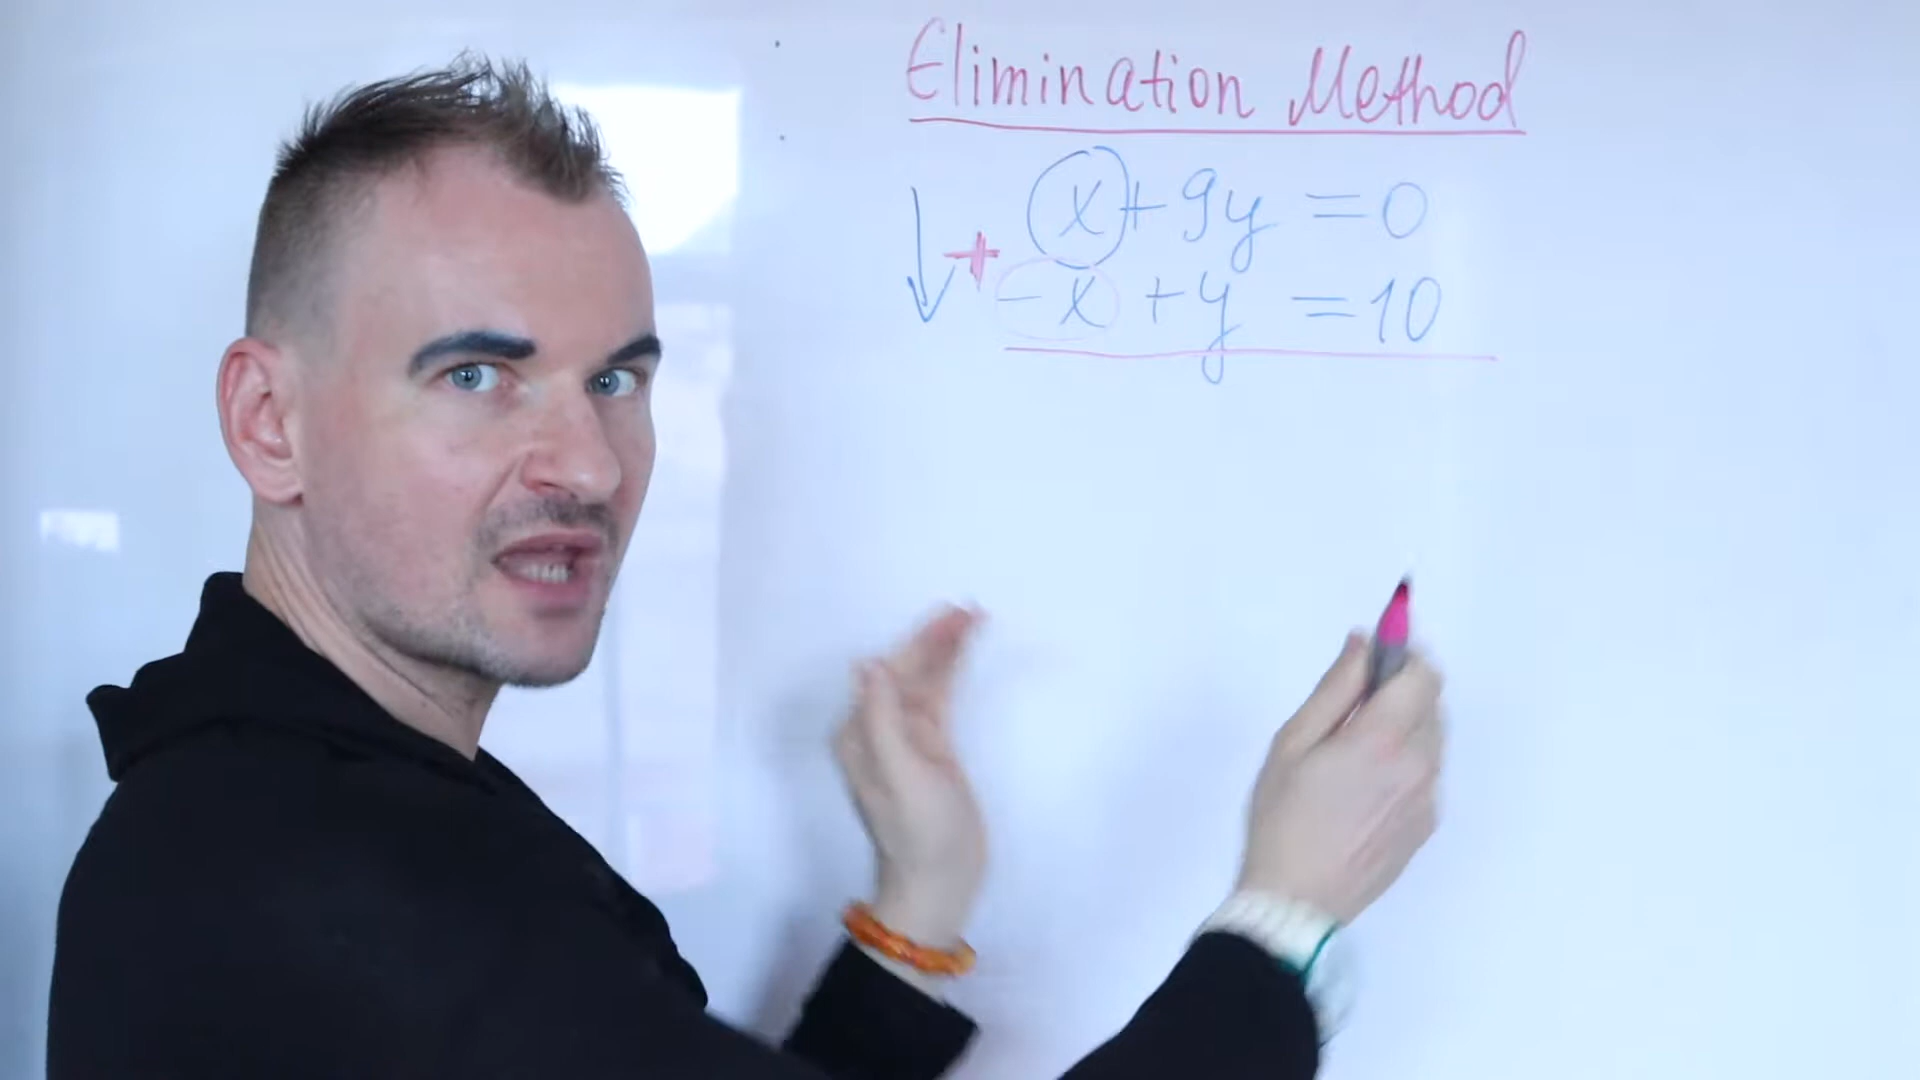 Elimination Method
x + 9y = 0
+
- x + y = 10